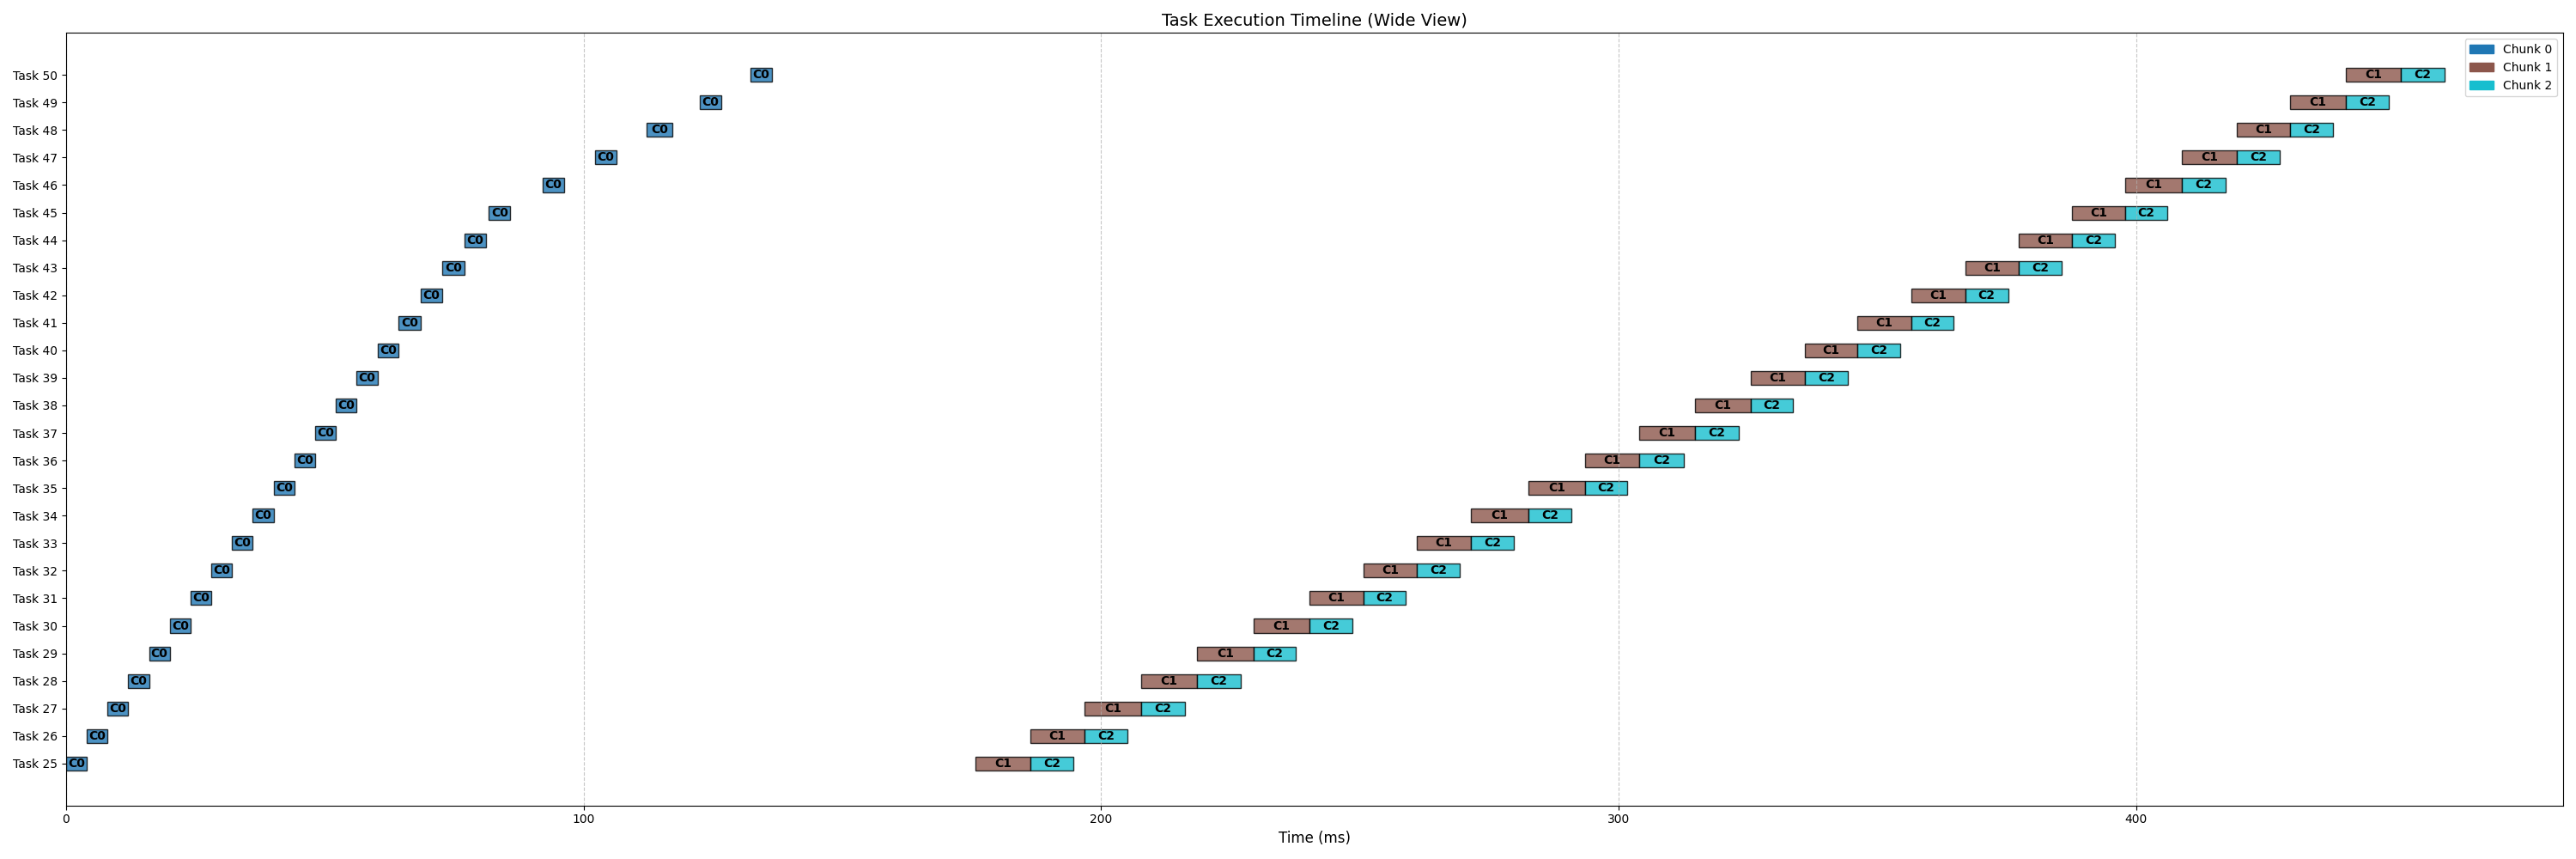 Task Execution Timeline (Wide View)
Chunk 0
Chunk 1
Chunk 2
Task 50 C0 C1 C2
Task 49 C0 C1 C2
Task 48 C0 C1 C2
Task 47 C0 C1 C2
Task 46 C0 C1 C2
Task 45 C0 C1 C2
Task 44 C0 C1 C2
Task 43 C0 C1 C2
Task 42 C0 C1 C2
Task 41 C0 C1 C2
Task 40 C0 C1 C2
Task 39 C0 C1 C2
Task 38 C0 C1 C2
Task 37 C0 C1 C2
Task 36 C0 C1 C2
Task 35 C0 C1 C2
Task 34 C0 C1 C2
Task 33 C0 C1 C2
Task 32 C0 C1 C2
Task 31 C0 C1 C2
Task 30 C0 C1 C2
Task 29 C0 C1 C2
Task 28 C0 C1 C2
Task 27 C0 C1 C2
Task 26 C0 C1 C2
Task 25 C0 C1 C2
0 100 200 300 400
Time (ms)